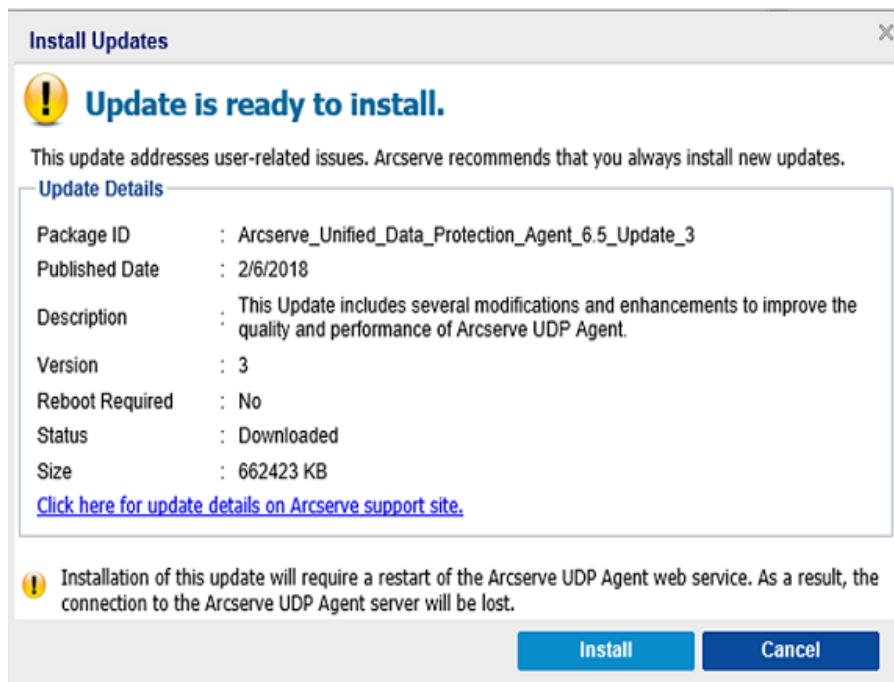 Install Updates
Update is ready to install.
This update addresses user-related issues. Arcserve recommends that you always install new updates.
Update Details
Package ID : Arcserve_Unified_Data_Protection_Agent_6.5_Update_3
Published Date : 2/6/2018
Description : This Update includes several modifications and enhancements to improve the
quality and performance of Arcserve UDP Agent.
Version : 3
Reboot Required : No
Status : Downloaded
Size : 662423 KB
Click here for update details on Arcserve support site.
Installation of this update will require a restart of the Arcserve UDP Agent web service. As a result, the
connection to the Arcserve UDP Agent server will be lost.
Install Cancel